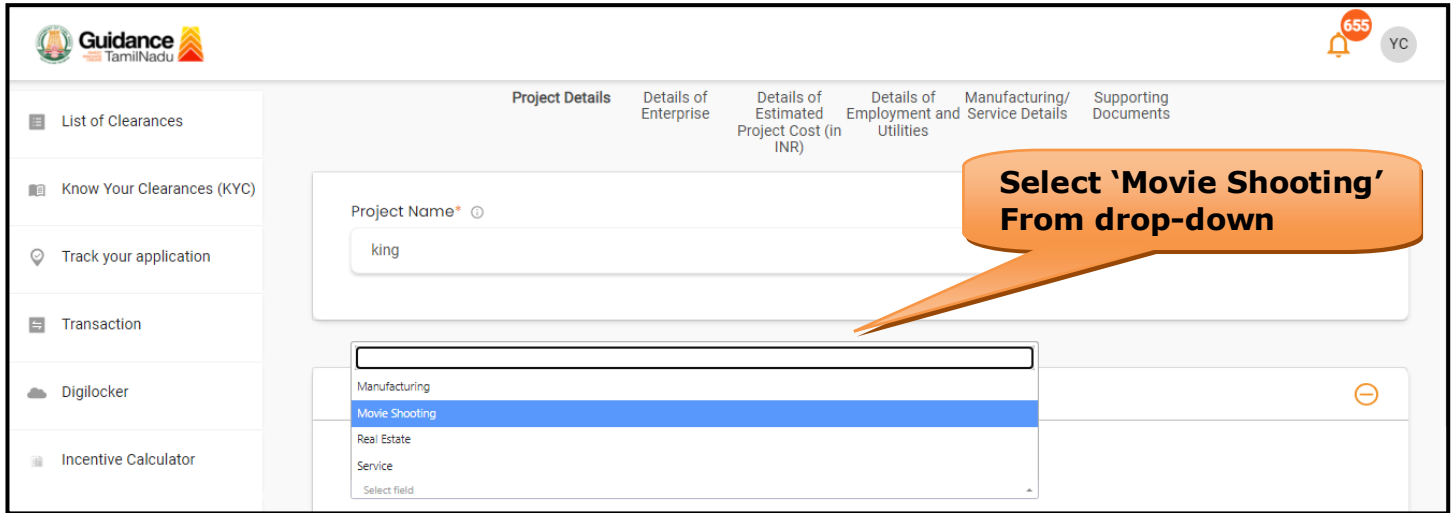 Guidance
TamilNadu
655
YC
List of Clearances
Know Your Clearances (KYC)
Track your application
Transaction
Digilocker
Incentive Calculator
Project Details
Details of
Enterprise
Details of
Estimated
Project Cost (in
INR)
Details of
Employment and
Utilities
Manufacturing/
Service Details
Supporting
Documents
Select ‘Movie Shooting’
From drop-down
Project Name*
king
Manufacturing
Movie Shooting
Real Estate
Service
Select field